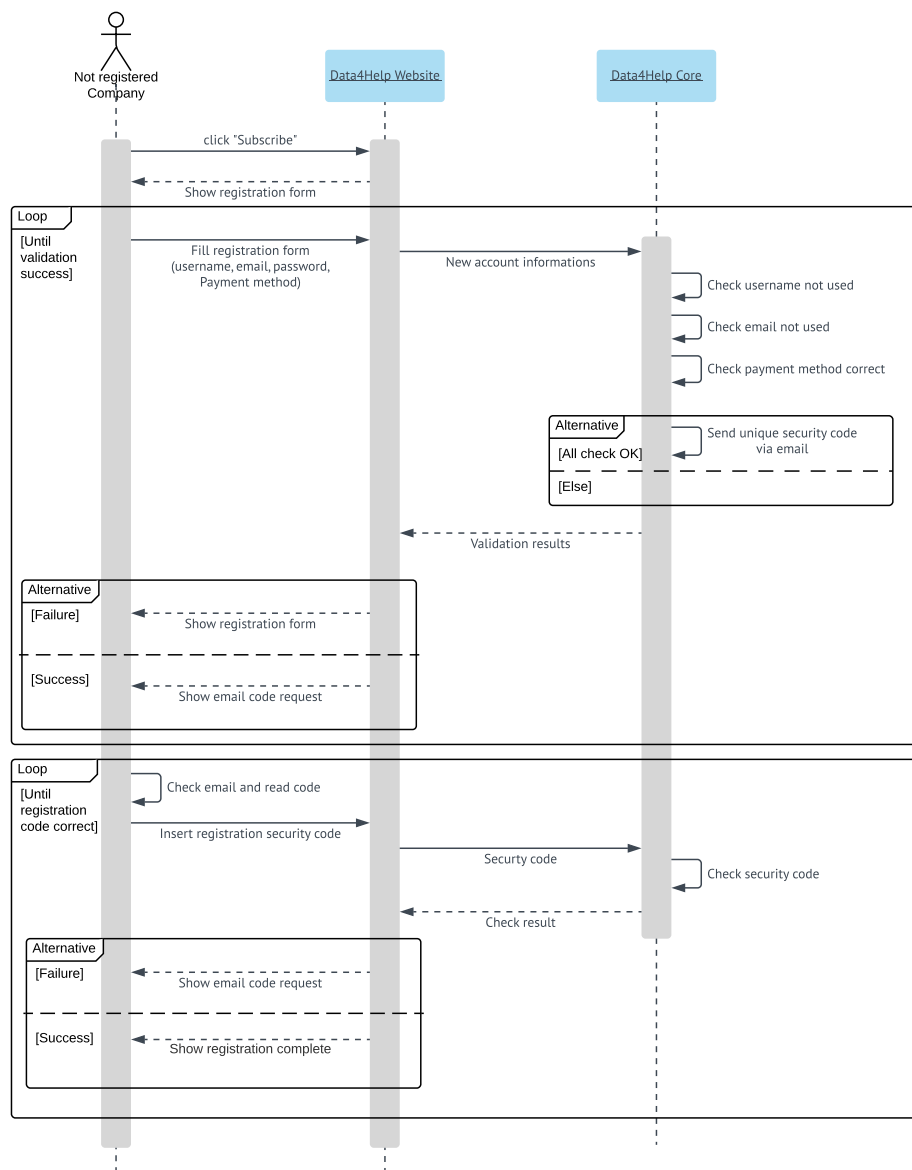 Not registered
Company
Data4Help Website
Data4Help Core
click "Subscribe"
Show registration form
Loop
[Until
validation
success]
Fill registration form
(username, email, password,
Payment method)
New account informations
Check username not used
Check email not used
Check payment method correct
Alternative
[All check OK]
Send unique security code
via email
[Else]
Validation results
Alternative
[Failure]
Show registration form
[Success]
Show email code request
Loop
[Until
registration
code correct]
Check email and read code
Insert registration security code
Securty code
Check security code
Check result
Alternative
[Failure]
Show email code request
[Success]
Show registration complete